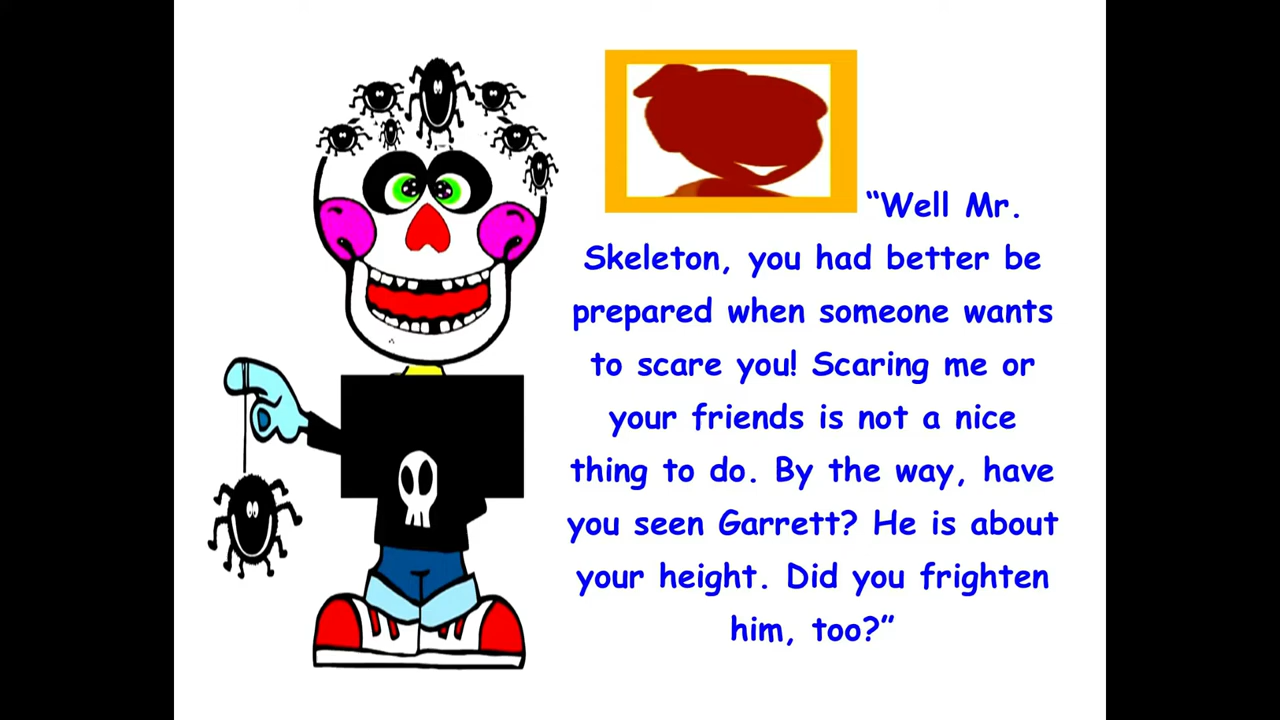 “Well Mr.
Skeleton, you had better be
prepared when someone wants
to scare you! Scaring me or
your friends is not a nice
thing to do. By the way, have
you seen Garrett? He is about
your height. Did you frighten
him, too?”